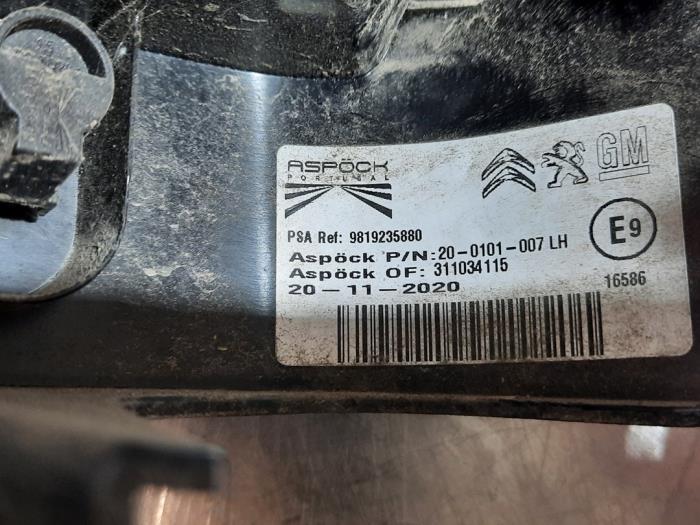 ASPÖCK
PORTUGAL
GM
PSA Ref: 9819235880
Aspöck P/N:20-0101-007 LH
Aspöck OF: 311034115
20-11-2020
E9
16586